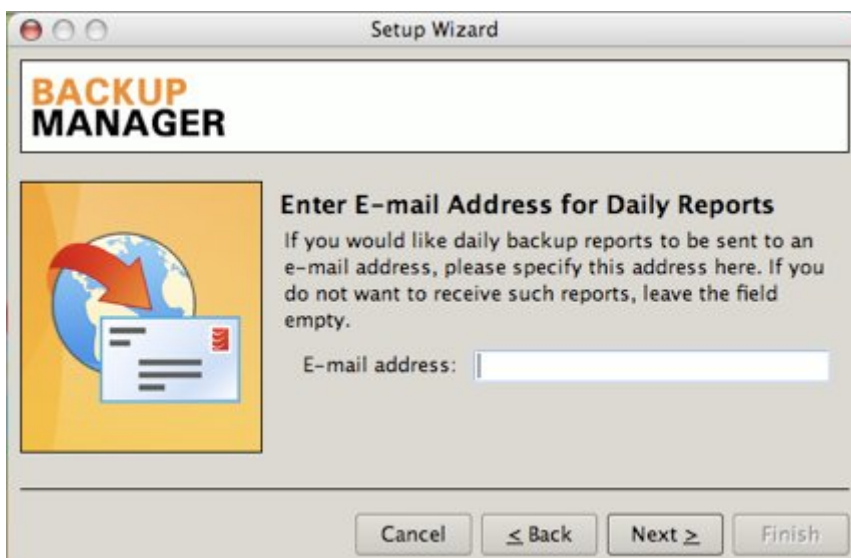 Setup Wizard
BACKUP
MANAGER
Enter E-mail Address for Daily Reports
If you would like daily backup reports to be sent to an
e-mail address, please specify this address here. If you
do not want to receive such reports, leave the field
empty.
E-mail address:
Cancel
< Back
Next >
Finish